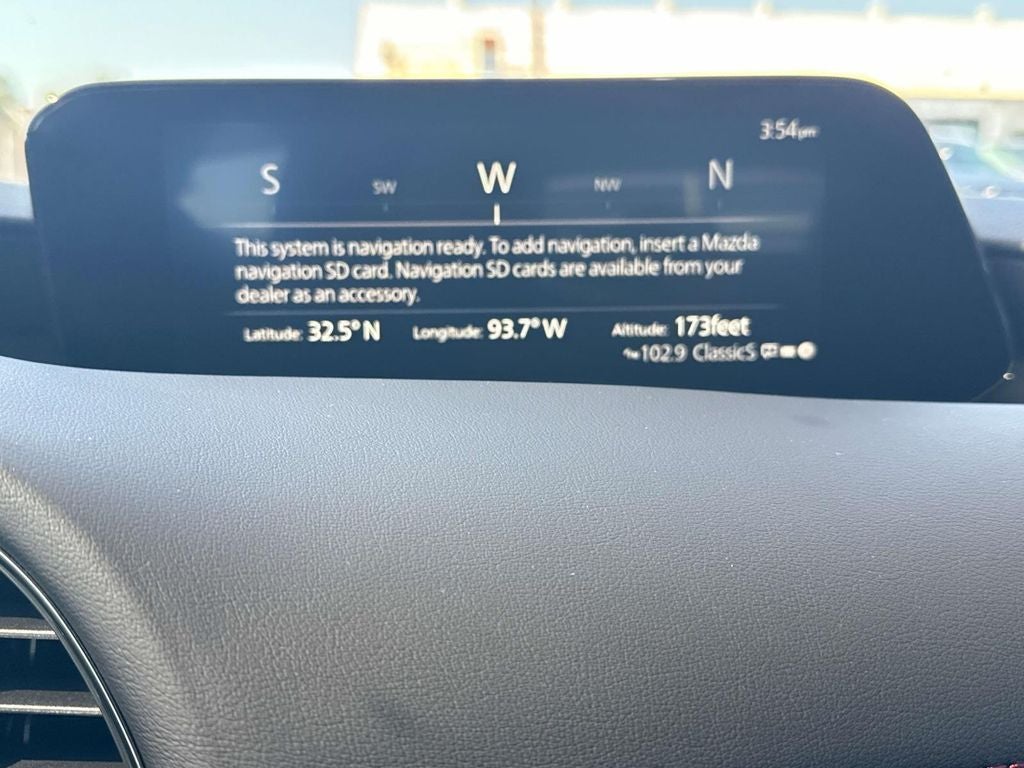 3:54pm
S SW W NW N
This system is navigation ready. To add navigation, insert a Mazda
navigation SD card. Navigation SD cards are available from your
dealer as an accessory.
Latitude: 32.5° N Longitude: 93.7° W Altitude: 173feet
102.9 ClassicS